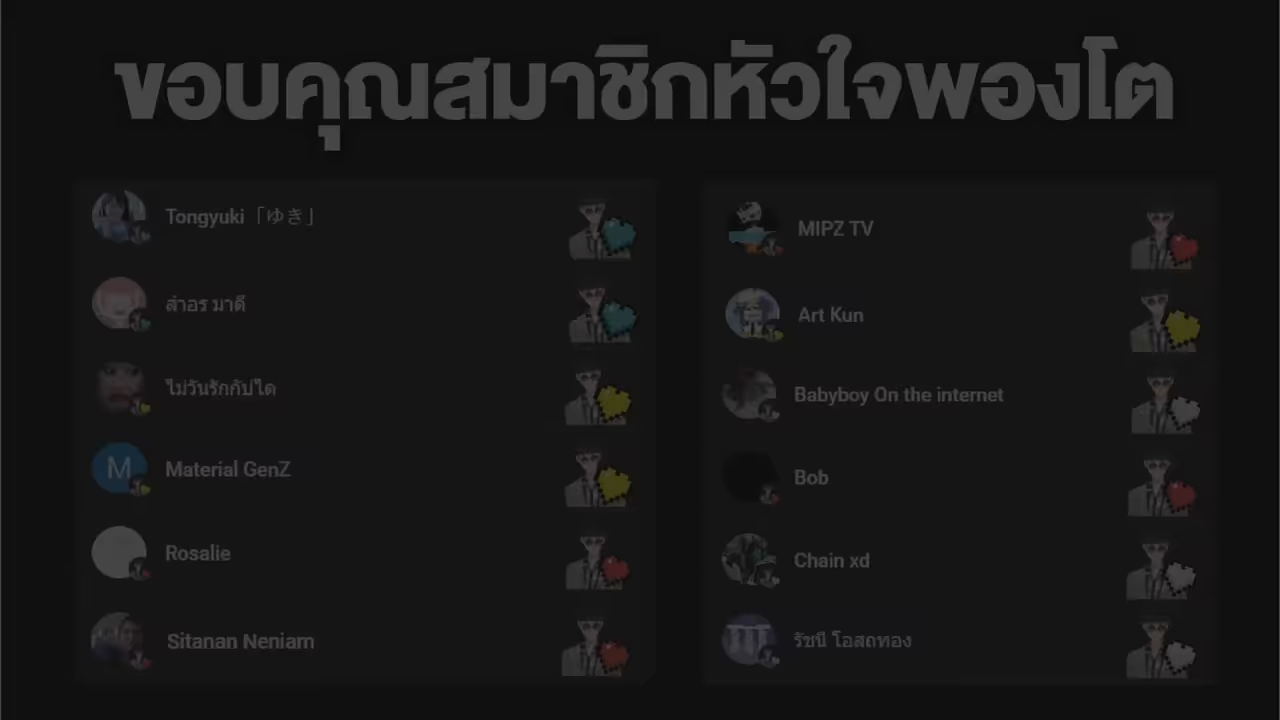 ขอบคุณสมาชิกหัวใจพองโต
Tongyuki「ゆき」
สำอร มาดี
ไม่วันรักกัปใด
Material GenZ
Rosalie
Sitanan Neniam
MIPZ TV
Art Kun
Babyboy On the internet
Bob
Chain xd
รัชนี โอสถทอง
M